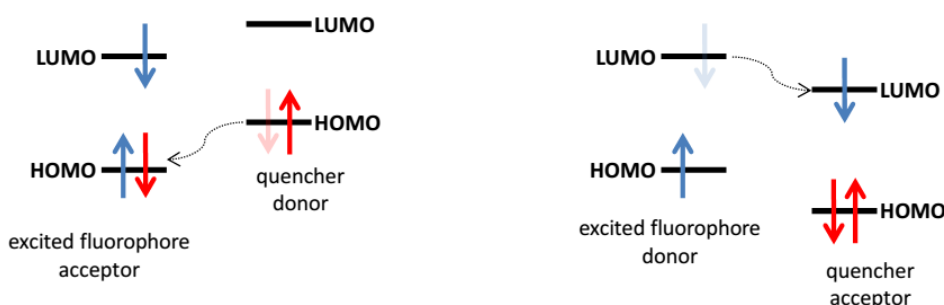 LUMO
LUMO
HOMO
HOMO
quencher
donor
excited fluorophore
acceptor
LUMO
LUMO
HOMO
HOMO
excited fluorophore
donor
quencher
acceptor